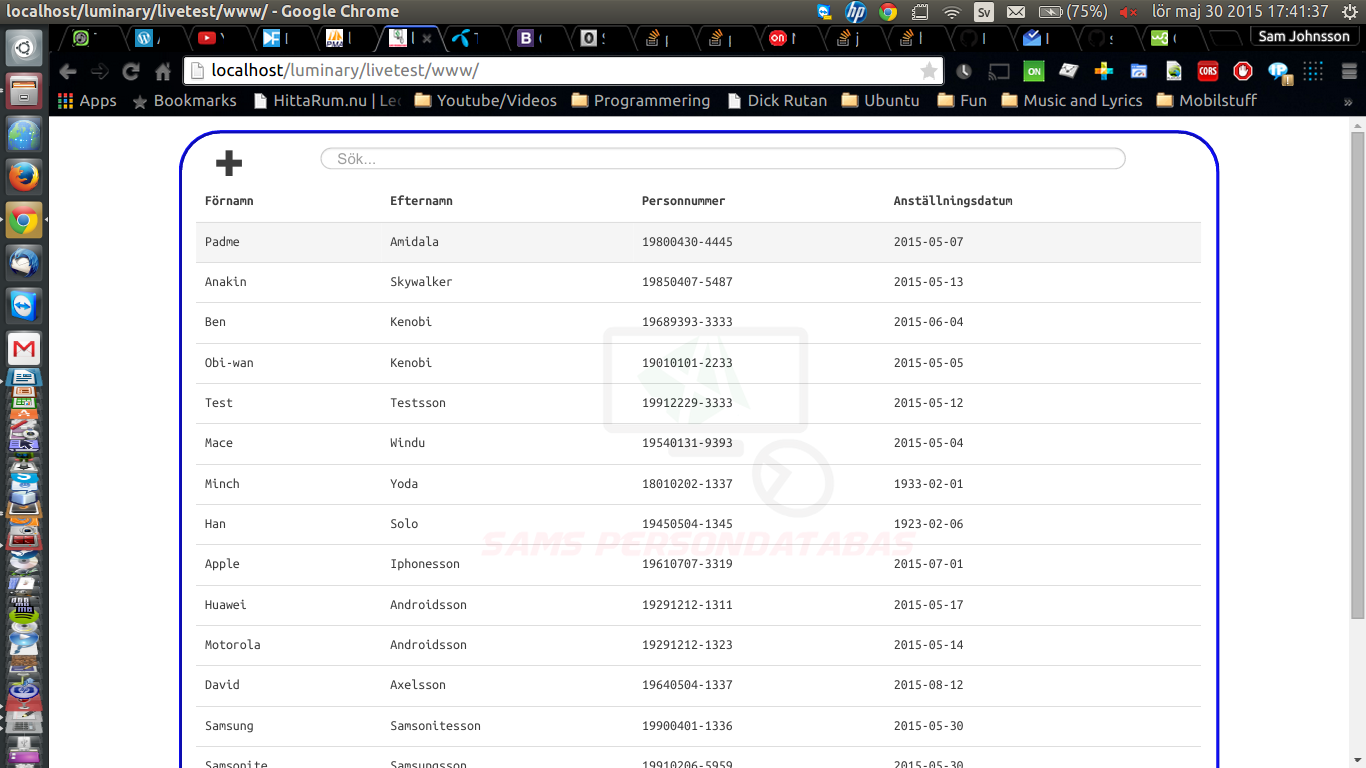 localhost/luminary/livetest/www/ - Google Chrome
Sv (75%) lör maj 30 2015 17:41:37
Sam Johnsson
localhost/luminary/livetest/www/
ON CORS
Apps Bookmarks HittaRum.nu | Le Youtube/Videos Programmering Dick Rutan Ubuntu Fun Music and Lyrics Mobilstuff »
Sök...
Förnamn Efternamn Personnummer Anställningsdatum
Padme Amidala 19800430-4445 2015-05-07
Anakin Skywalker 19850407-5487 2015-05-13
Ben Kenobi 19689393-3333 2015-06-04
Obi-wan Kenobi 19010101-2233 2015-05-05
Test Testsson 19912229-3333 2015-05-12
Mace Windu 19540131-9393 2015-05-04
Minch Yoda 18010202-1337 1933-02-01
Han Solo 19450504-1345 1923-02-06
SAMS PERSONDATABAS
Apple Iphonesson 19610707-3319 2015-07-01
Huawei Androidsson 19291212-1311 2015-05-17
Motorola Androidsson 19291212-1323 2015-05-14
David Axelsson 19640504-1337 2015-08-12
Samsung Samsonitesson 19900401-1336 2015-05-30
Samsonite Samsungsson 19910206-5959 2015-05-30